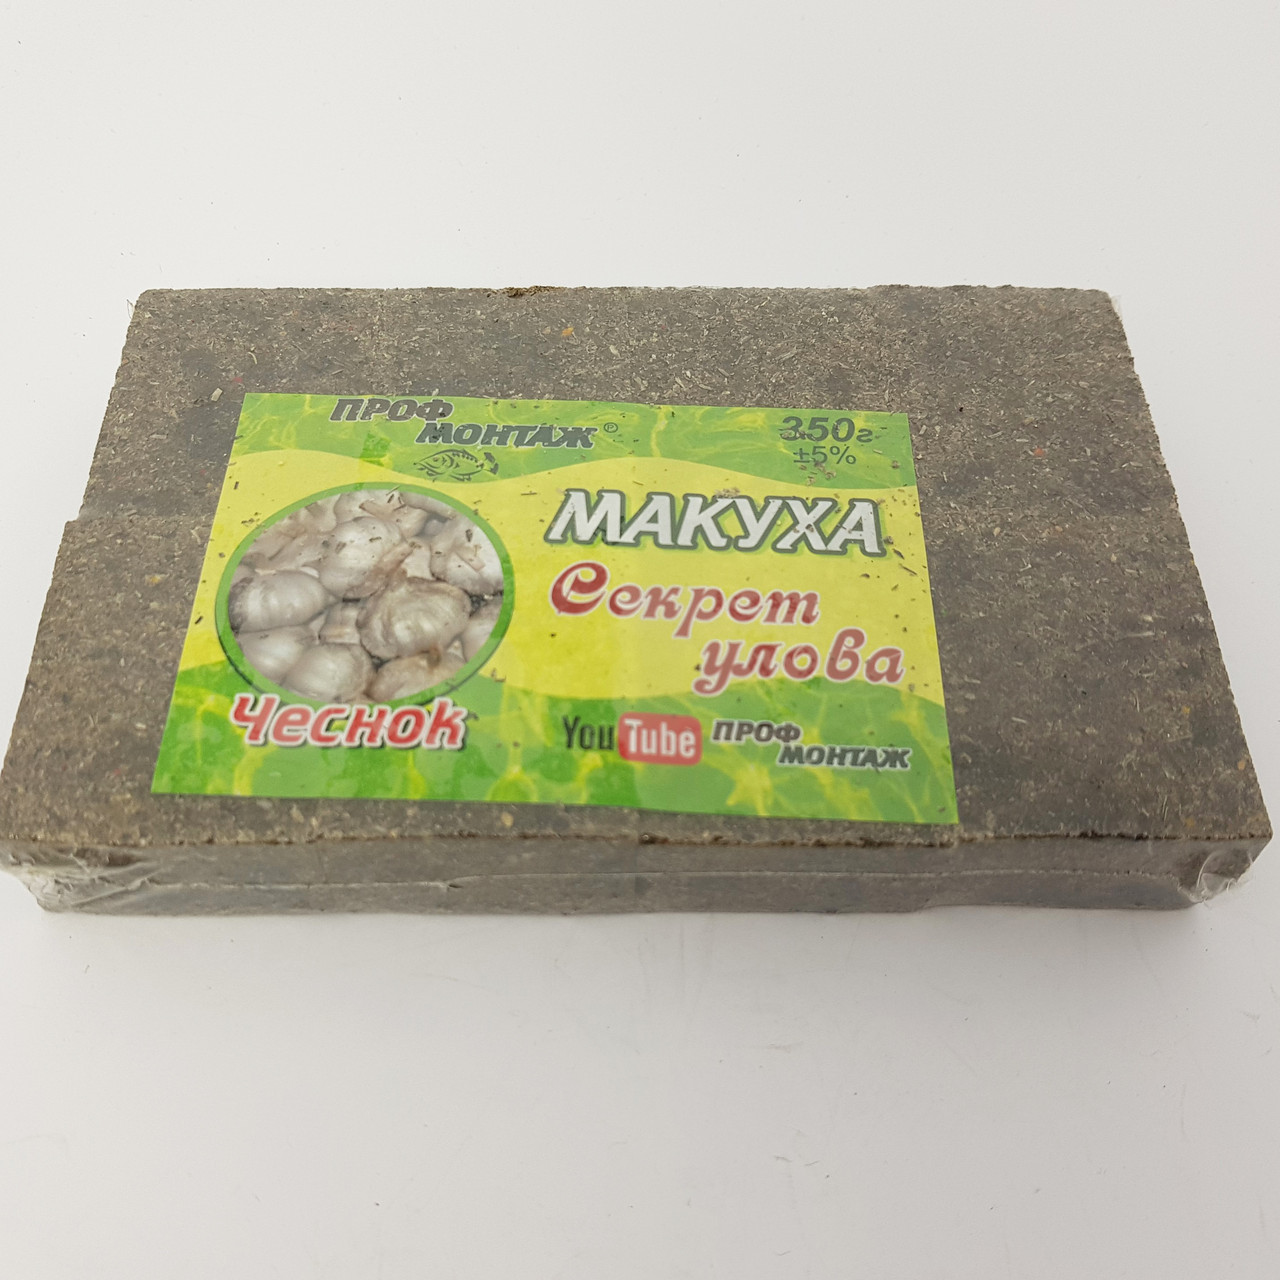 ПРОФ
МОНТАЖ®
350г
±5%
МАКУХА
Секрет
улова
Чеснок
YouTube
ПРОФ
МОНТАЖ